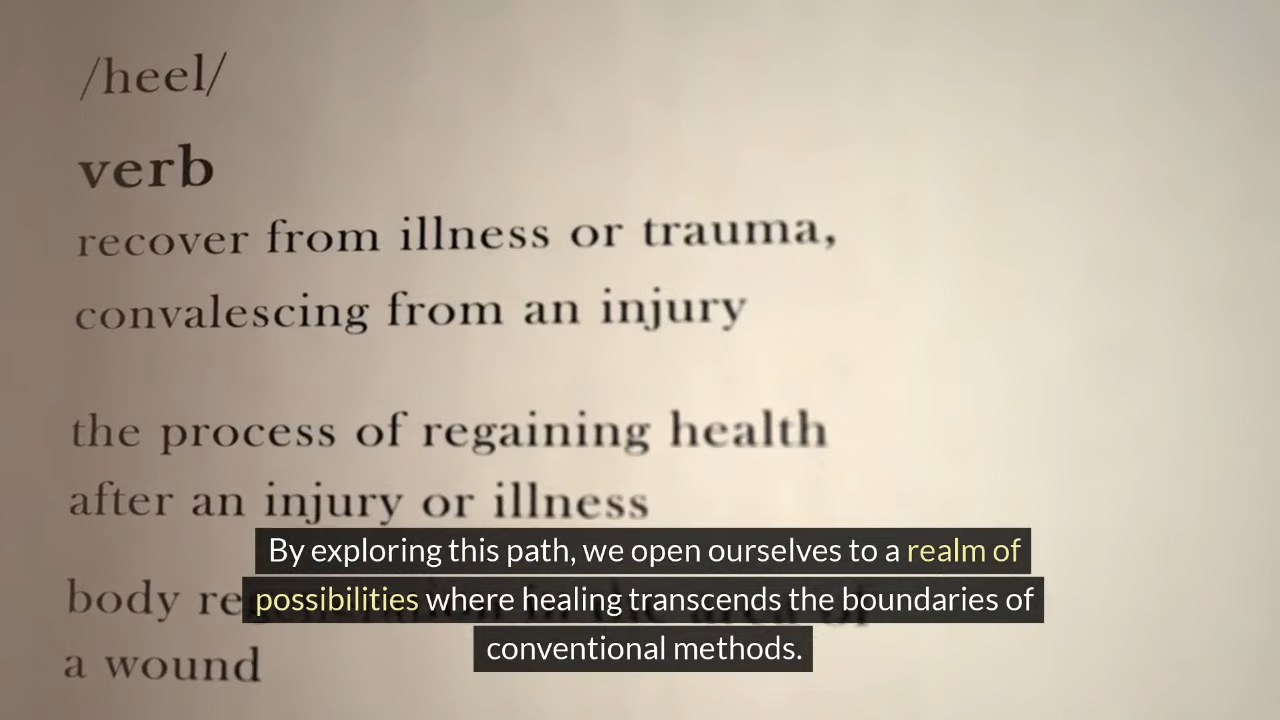 /heel/
verb
recover from illness or trauma,
convalescing from an injury
the process of regaining health
after an injury or illness
body re
a wound
By exploring this path, we open ourselves to a realm of
possibilities where healing transcends the boundaries of
conventional methods.